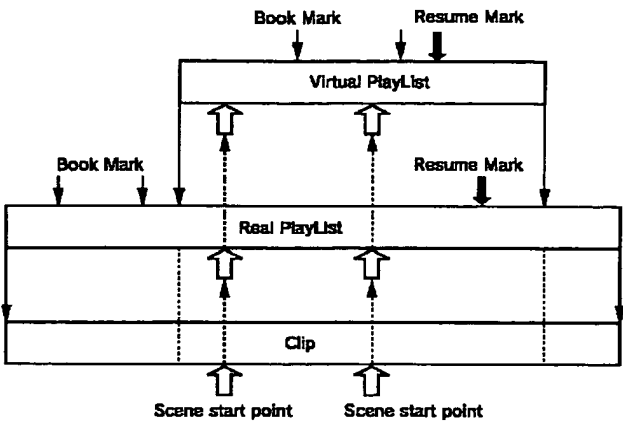 Book Mark
Resume Mark
Virtual PlayList
Book Mark
Resume Mark
Real PlayList
Clip
Scene start point
Scene start point